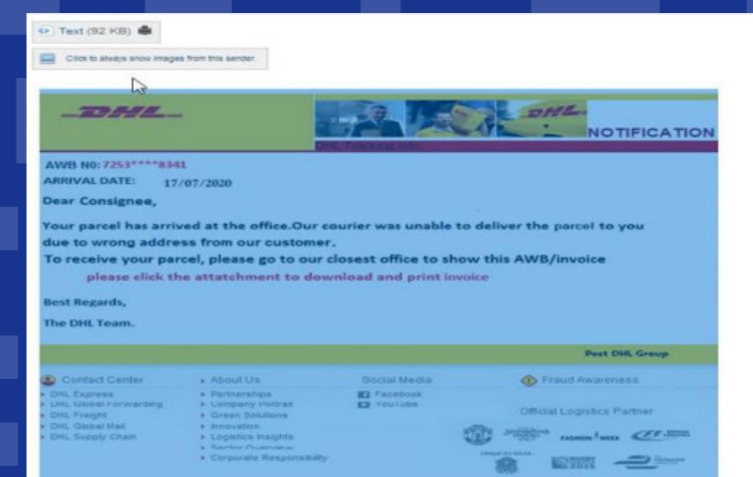 Text (92 KB)
Click to always show images from this sender.
DHL
DHL
NOTIFICATION
DHL Tracking info
AWB N0: 7253****8341
ARRIVAL DATE: 17/07/2020
Dear Consignee,
Your parcel has arrived at the office.Our courier was unable to deliver the parcel to you
due to wrong address from our customer.
To receive your parcel, please go to our closest office to show this AWB/invoice
please click the attatchment to download and print invoice
Best Regards,
The DHL Team.
Post DHL Group
Contact Center
DHL Express
DHL Global Forwarding
DHL Freight
DHL Global Mail
DHL Supply Chain
About Us
Partnerships
Company Portrait
Green Solutions
Innovation
Logistics Insights
Sector Overview
Corporate Responsibility
Social Media
Facebook
YouTube
Fraud Awareness
Official Logistics Partner
FASHION WEEK